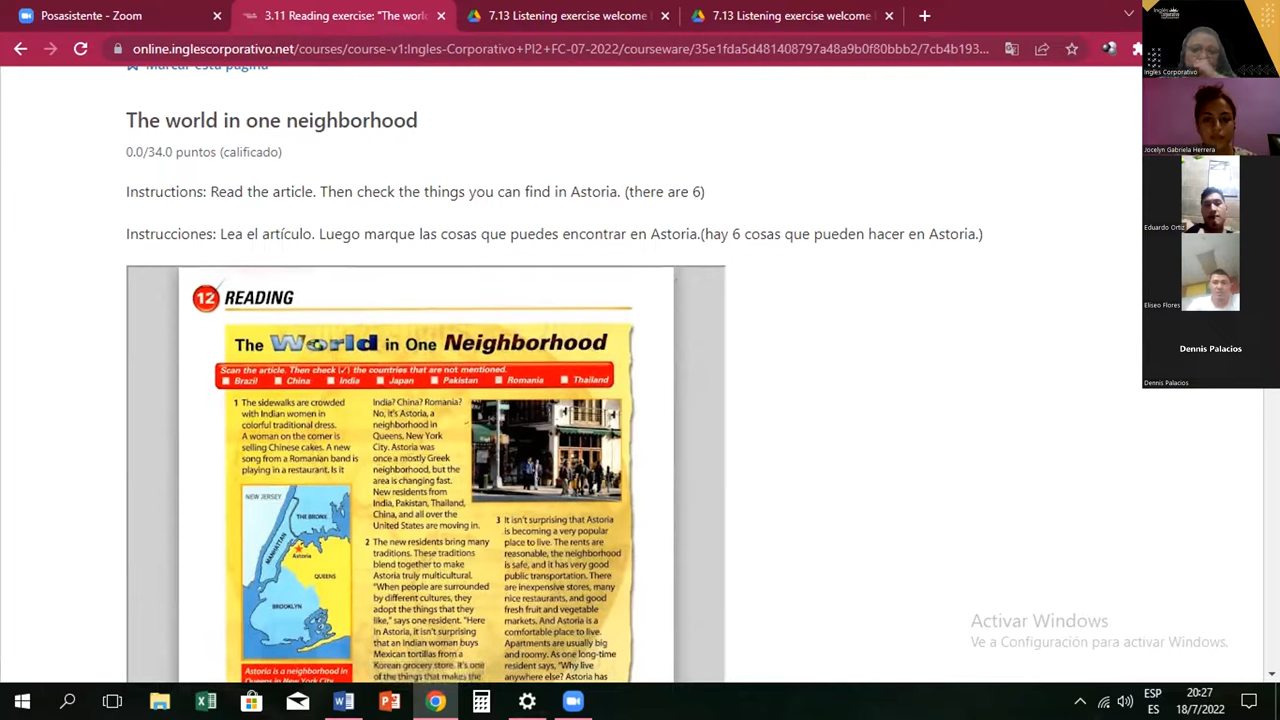 Posasistente - Zoom
3.11 Reading exercise: "The worl
7.13 Listening exercise welcome
7.13 Listening exercise welcome
online.inglescorporativo.net/courses/course-v1:Ingles-Corporativo+PI2+FC-07-2022/courseware/35e1fda5d481408797a48a9b0f80bbb2/7cb4b193...
Marcar esta página
The world in one neighborhood
0.0/34.0 puntos (calificado)
Instructions: Read the article. Then check the things you can find in Astoria. (there are 6)
Instrucciones: Lea el artículo. Luego marque las cosas que puedes encontrar en Astoria.(hay 6 cosas que pueden hacer en Astoria.)
12 READING
The World in One Neighborhood
Scan the article. Then check (✓) the countries that are not mentioned.
Brazil China India Japan Pakistan Romania Thailand
1 The sidewalks are crowded
with Indian women in
colorful traditional dress.
A woman on the corner is
selling Chinese cakes. A new
song from a Romanian band is
playing in a restaurant. Is it
India? China? Romania?
No, it's Astoria, a
neighborhood in
Queens, New York
City. Astoria was
once a mostly Greek
neighborhood, but the
area is changing fast.
New residents from
India, Pakistan, Thailand,
China, and all over the
United States are moving in.
2 The new residents bring many
traditions. These traditions
blend together to make
Astoria truly multicultural.
"When people are surrounded
by different cultures, they
adopt the things that they
like," says one resident. "Here
in Astoria, it isn't surprising
that an Indian woman buys
Mexican tortillas from a
Korean grocery store. It's one
of the things that makes the
3 It isn't surprising that Astoria
is becoming a very popular
place to live. The rents are
reasonable, the neighborhood
is safe, and it has very good
public transportation. There
are inexpensive stores, many
nice restaurants, and good
fresh fruit and vegetable
markets. And Astoria is a
comfortable place to live.
Apartments are usually big
and roomy. As one long-time
resident says, "Why live
anywhere else? Astoria has
NEW JERSEY
THE BRONX
MANHATTAN
Astoria
QUEENS
BROOKLYN
Astoria is a neighborhood in
Queens in New York City.
Inglés Corporativo
Ingles Corporativo
Jocelyn Gabriela Herrera
Eduardo Ortiz
Eliseo Flores
Dennis Palacios
Dennis Palacios
Activar Windows
Ve a Configuración para activar Windows.
ESP
ES
20:27
18/7/2022